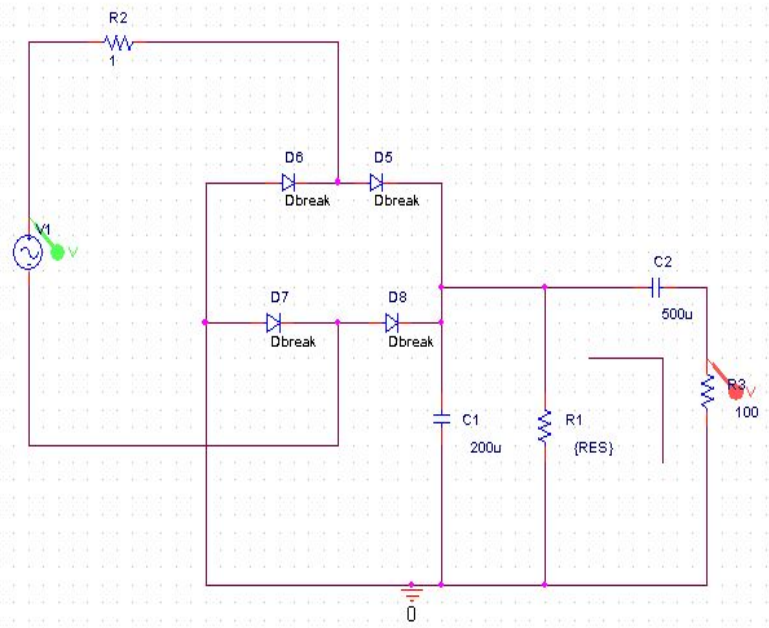 R2
1
D6
D5
Dbreak
Dbreak
V1
V
D7
D8
Dbreak
Dbreak
C2
500u
C1
200u
R1
{RES}
R3
V
100
0